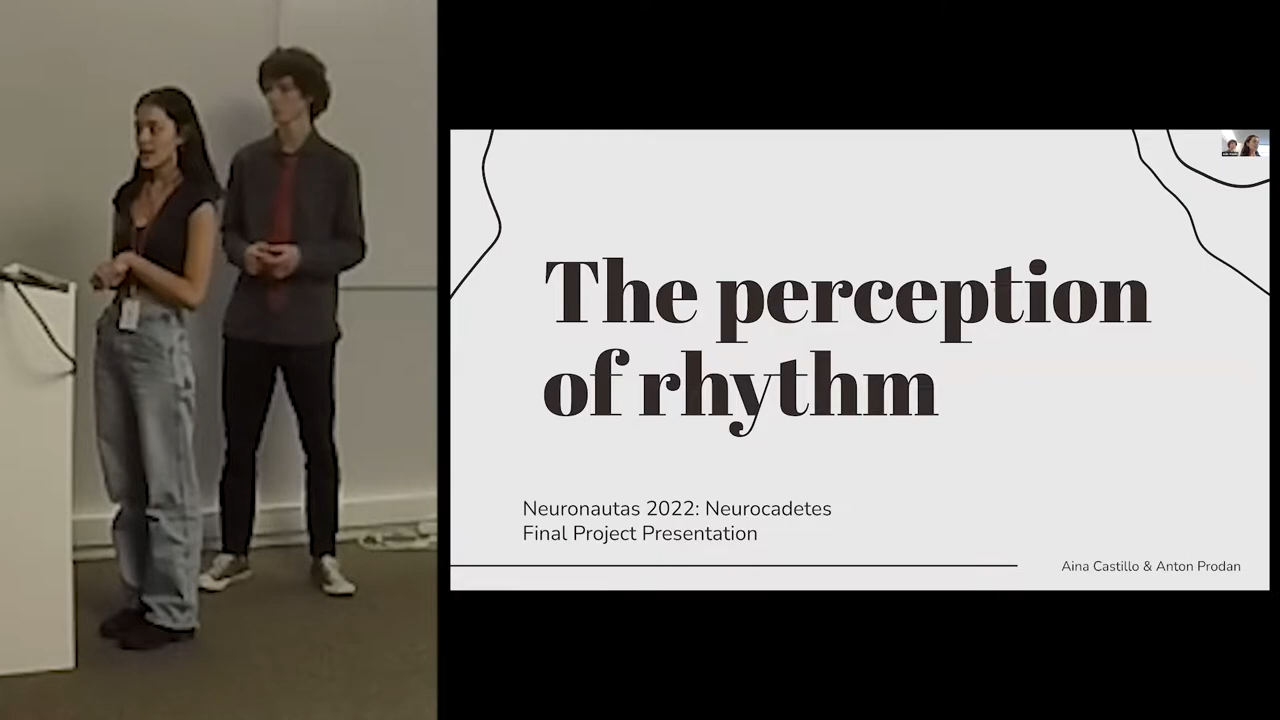 The perception
of rhythm
Neuronautas 2022: Neurocadetes
Final Project Presentation
Aina Castillo & Anton Prodan